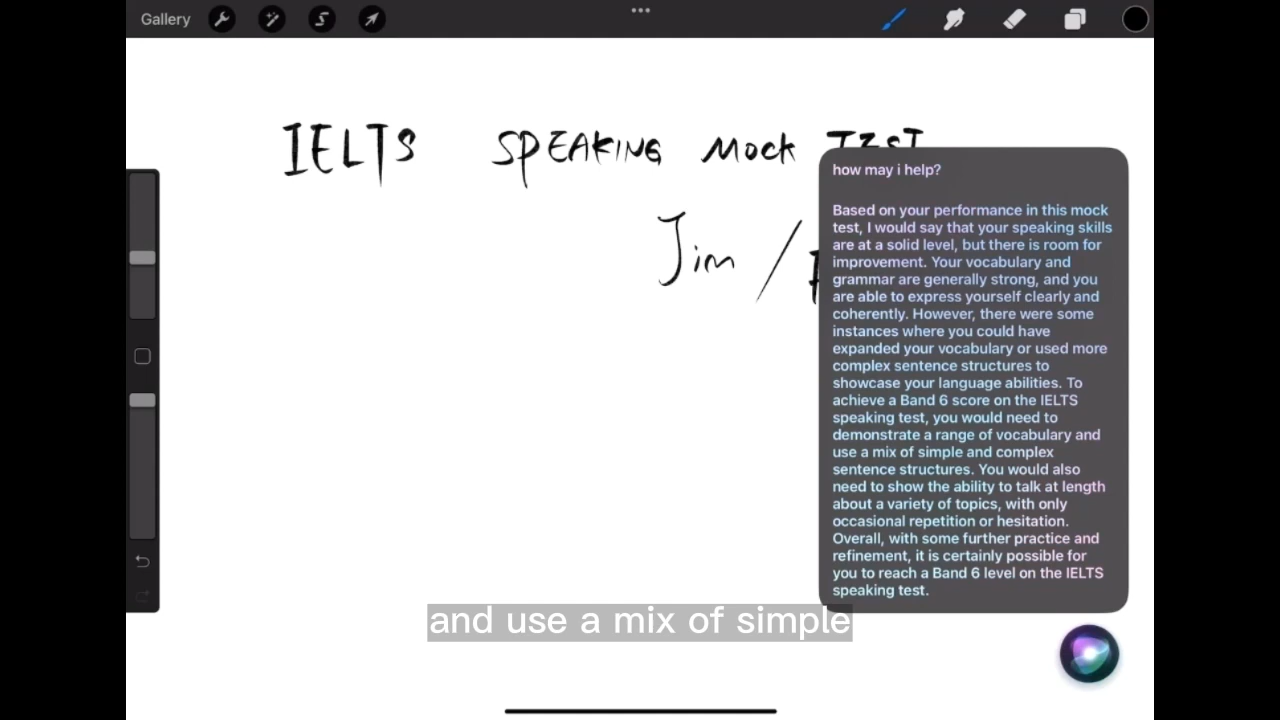 Gallery
IELTS SPEAKING MOCK TEST
Jim /
how may i help?
Based on your performance in this mock
test, I would say that your speaking skills
are at a solid level, but there is room for
improvement. Your vocabulary and
grammar are generally strong, and you
are able to express yourself clearly and
coherently. However, there were some
instances where you could have
expanded your vocabulary or used more
complex sentence structures to
showcase your language abilities. To
achieve a Band 6 score on the IELTS
speaking test, you would need to
demonstrate a range of vocabulary and
use a mix of simple and complex
sentence structures. You would also
need to show the ability to talk at length
about a variety of topics, with only
occasional repetition or hesitation.
Overall, with some further practice and
refinement, it is certainly possible for
you to reach a Band 6 level on the IELTS
speaking test.
and use a mix of simple